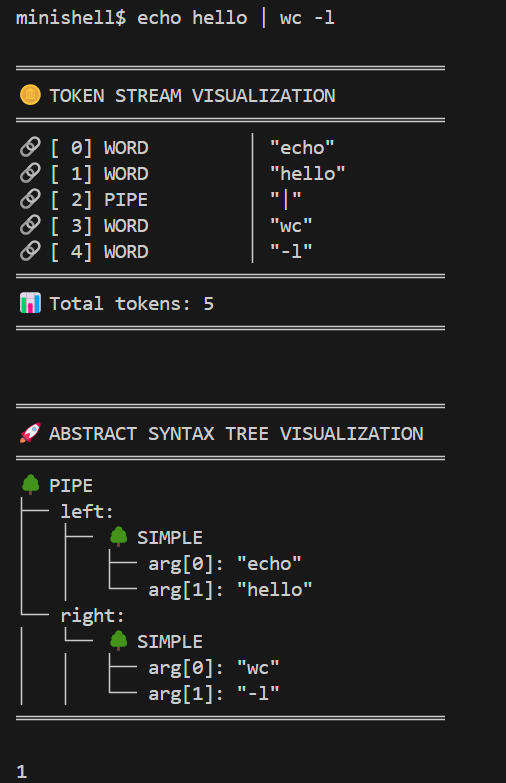 minishell$ echo hello | wc -l
🪙 TOKEN STREAM VISUALIZATION
🔗 [ 0] WORD │ "echo"
🔗 [ 1] WORD │ "hello"
🔗 [ 2] PIPE │ "|"
🔗 [ 3] WORD │ "wc"
🔗 [ 4] WORD │ "-l"
📊 Total tokens: 5
🚀 ABSTRACT SYNTAX TREE VISUALIZATION
🌳 PIPE
├── left:
│   ├── 🌳 SIMPLE
│   │   ├── arg[0]: "echo"
│   │   └── arg[1]: "hello"
└── right:
│   └── 🌳 SIMPLE
│   │   ├── arg[0]: "wc"
│   │   └── arg[1]: "-l"
1